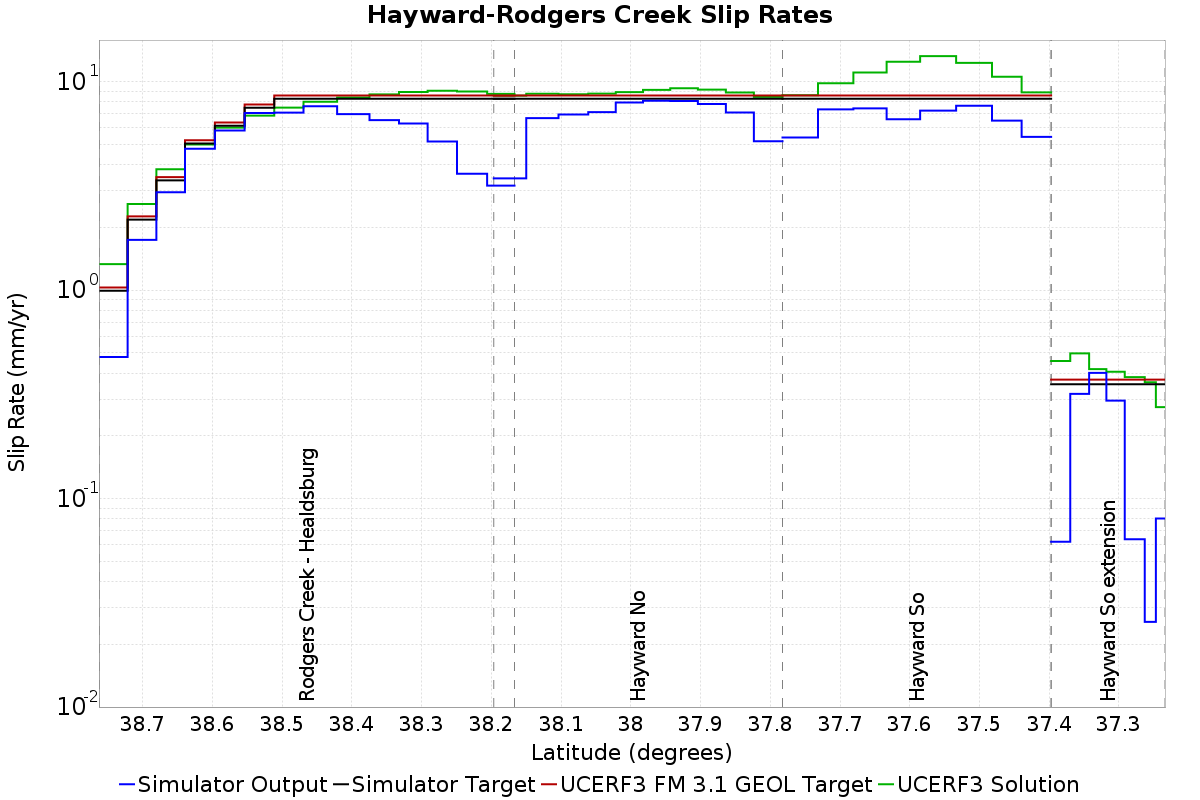 Hayward-Rodgers Creek Slip Rates
Slip Rate (mm/yr)
10^1
10^0
10^-1
10^-2
Rodgers Creek - Healdsburg
Hayward No
Hayward So
Hayward So extension
38.7 38.6 38.5 38.4 38.3 38.2 38.1 38 37.9 37.8 37.7 37.6 37.5 37.4 37.3
Latitude (degrees)
Simulator Output Simulator Target UCERF3 FM 3.1 GEOL Target UCERF3 Solution